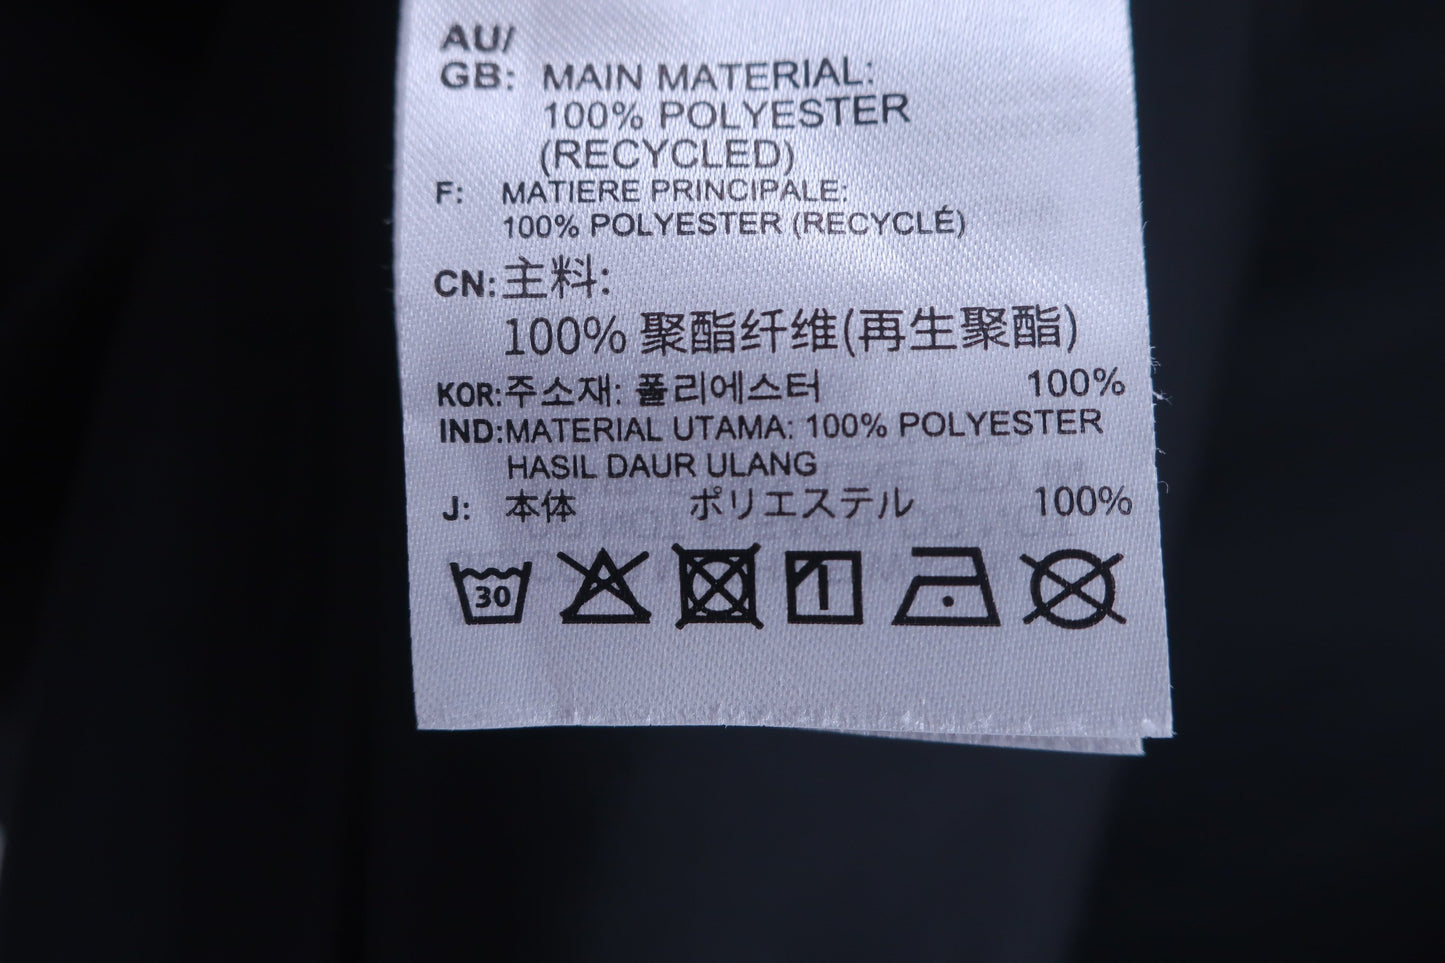 AU/
GB: MAIN MATERIAL:
100% POLYESTER
(RECYCLED)
F: MATIERE PRINCIPALE:
100% POLYESTER (RECYCLÉ)
CN: 主料:
100% 聚酯纤维(再生聚酯)
KOR: 주소재: 폴리에스터 100%
IND: MATERIAL UTAMA: 100% POLYESTER
HASIL DAUR ULANG
J: 本体 ポリエステル 100%
30